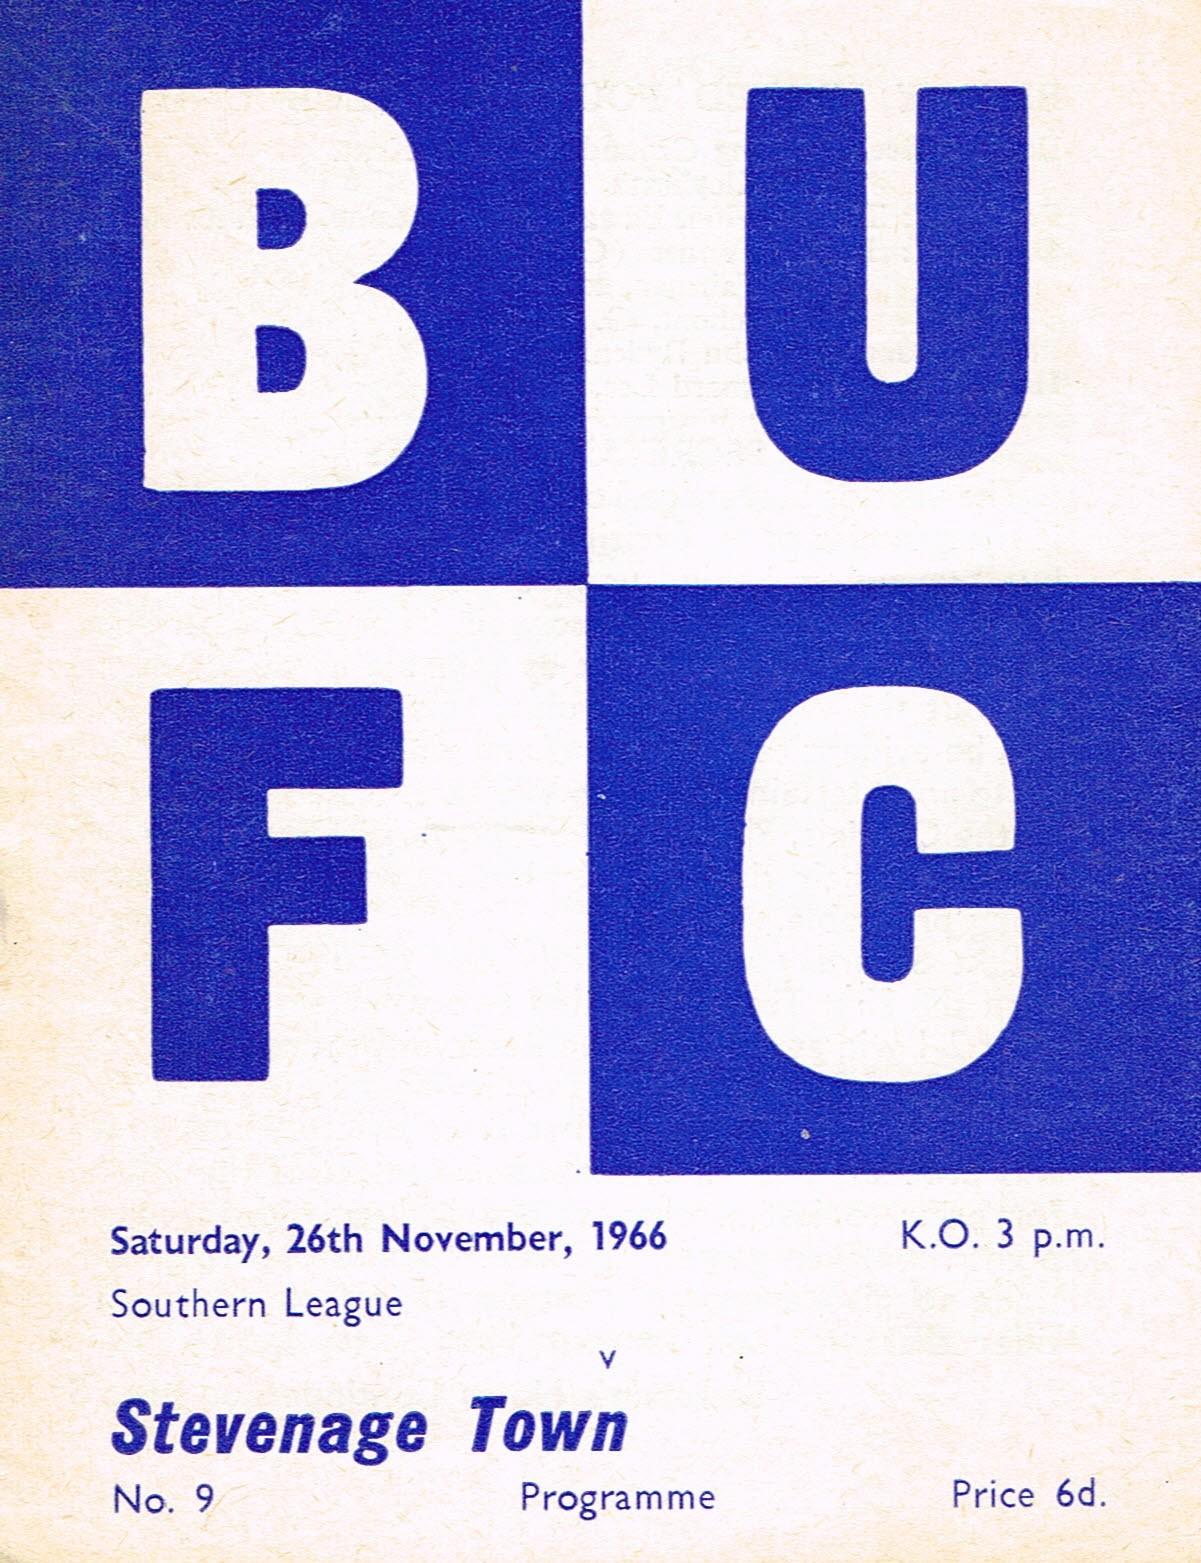 B U
F C
Saturday, 26th November, 1966 K.O. 3 p.m.
Southern League
v
Stevenage Town
No. 9 Programme Price 6d.